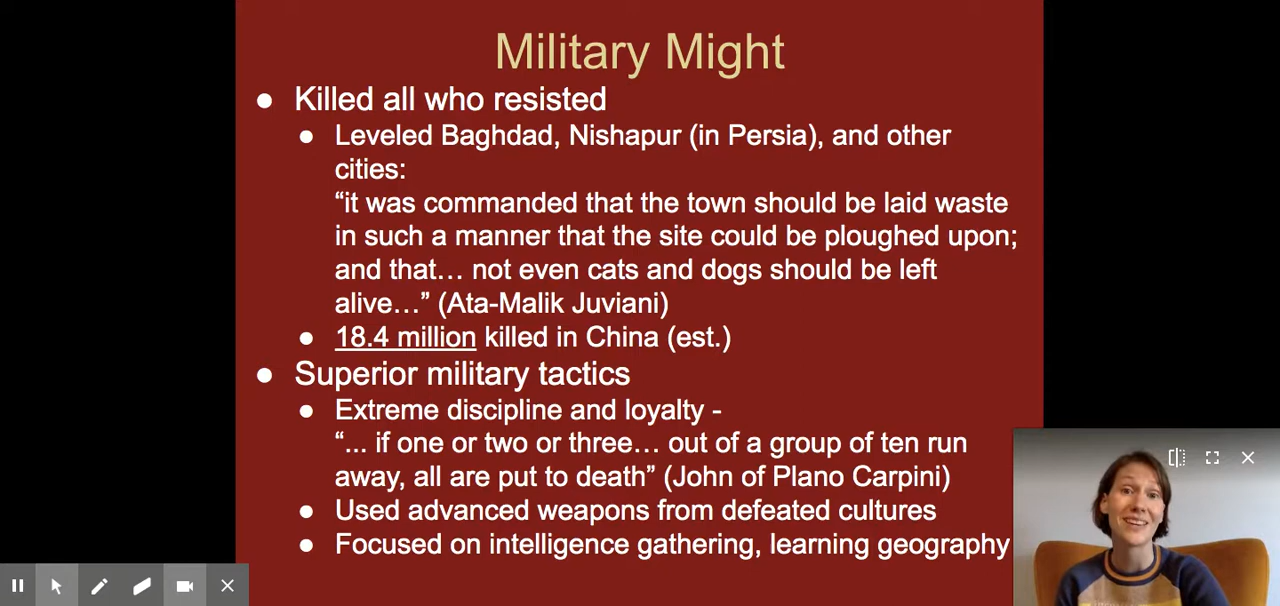 Military Might
● Killed all who resisted
● Leveled Baghdad, Nishapur (in Persia), and other
cities:
“it was commanded that the town should be laid waste
in such a manner that the site could be ploughed upon;
and that… not even cats and dogs should be left
alive…” (Ata-Malik Juviani)
● 18.4 million killed in China (est.)
● Superior military tactics
● Extreme discipline and loyalty -
“... if one or two or three… out of a group of ten run
away, all are put to death” (John of Plano Carpini)
● Used advanced weapons from defeated cultures
● Focused on intelligence gathering, learning geography